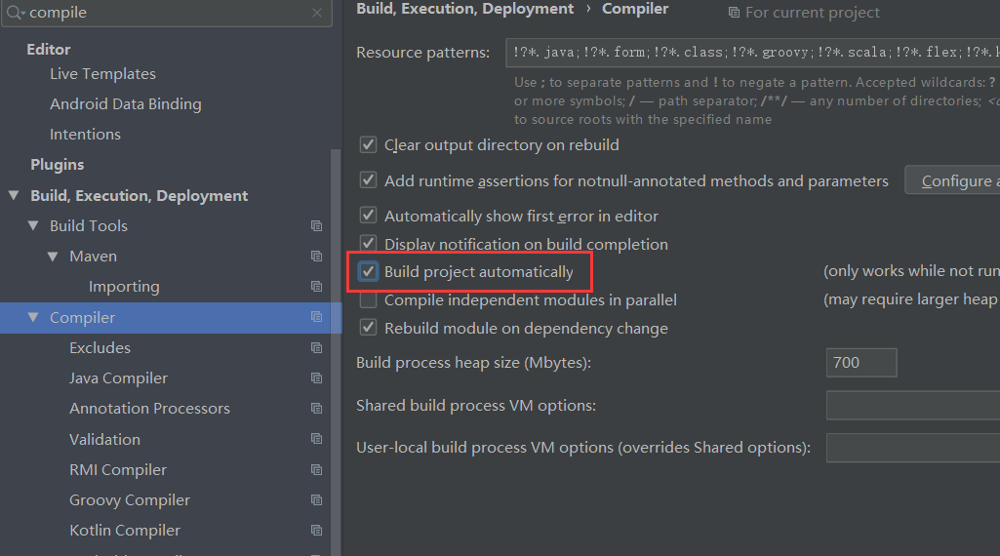 compile
Editor
Live Templates
Android Data Binding
Intentions
Plugins
Build, Execution, Deployment
Build Tools
Maven
Importing
Compiler
Excludes
Java Compiler
Annotation Processors
Validation
RMI Compiler
Groovy Compiler
Kotlin Compiler
Build, Execution, Deployment › Compiler For current project
Resource patterns: !?*.java;!?*.form;!?*.class;!?*.groovy;!?*.scala;!?*.flex;!?*.k
Use ; to separate patterns and ! to negate a pattern. Accepted wildcards: ?
or more symbols; / — path separator; /**/ — any number of directories;
to source roots with the specified name
Clear output directory on rebuild
Add runtime assertions for notnull-annotated methods and parameters Configure a
Automatically show first error in editor
Display notification on build completion
Build project automatically (only works while not run
Compile independent modules in parallel (may require larger heap
Rebuild module on dependency change
Build process heap size (Mbytes): 700
Shared build process VM options:
User-local build process VM options (overrides Shared options):